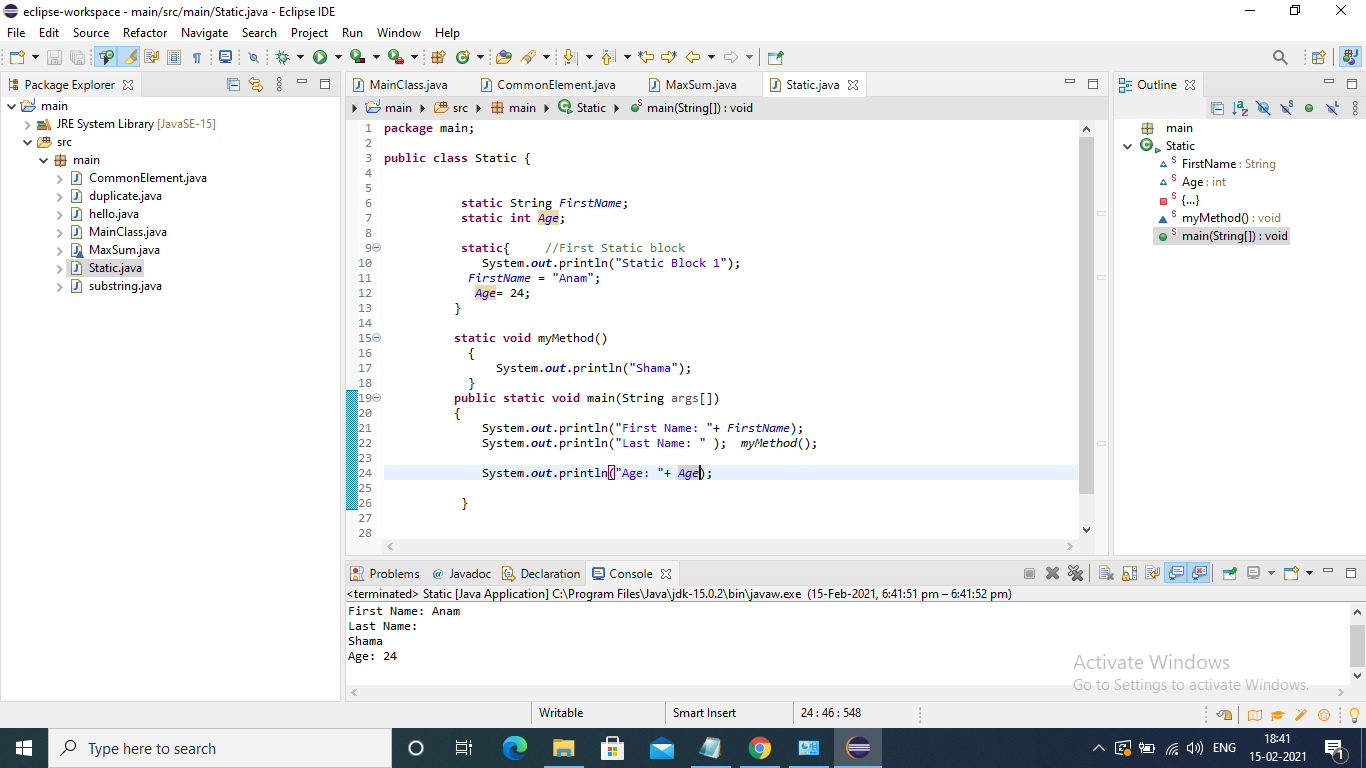 eclipse-workspace - main/src/main/Static.java - Eclipse IDE
File Edit Source Refactor Navigate Search Project Run Window Help
Package Explorer
main
JRE System Library [JavaSE-15]
src
main
CommonElement.java
duplicate.java
hello.java
MainClass.java
MaxSum.java
Static.java
substring.java
MainClass.java CommonElement.java MaxSum.java Static.java
main src main Static main(String[]) : void
1 package main;
2
3 public class Static {
4
5
6 static String FirstName;
7 static int Age;
8
9 static{ //First Static block
10 System.out.println("Static Block 1");
11 FirstName = "Anam";
12 Age= 24;
13 }
14
15 static void myMethod()
16 {
17 System.out.println("Shama");
18 }
19 public static void main(String args[])
20 {
21 System.out.println("First Name: "+ FirstName);
22 System.out.println("Last Name: " ); myMethod();
23
24 System.out.println("Age: "+ Age);
25
26 }
27
28
Outline
main
Static
FirstName : String
Age : int
{...}
myMethod() : void
main(String[]) : void
Problems @ Javadoc Declaration Console
<terminated> Static [Java Application] C:\Program Files\Java\jdk-15.0.2\bin\javaw.exe (15-Feb-2021, 6:41:51 pm – 6:41:52 pm)
First Name: Anam
Last Name:
Shama
Age: 24
Activate Windows
Go to Settings to activate Windows.
Writable Smart Insert 24 : 46 : 548
Type here to search
ENG
18:41
15-02-2021
1